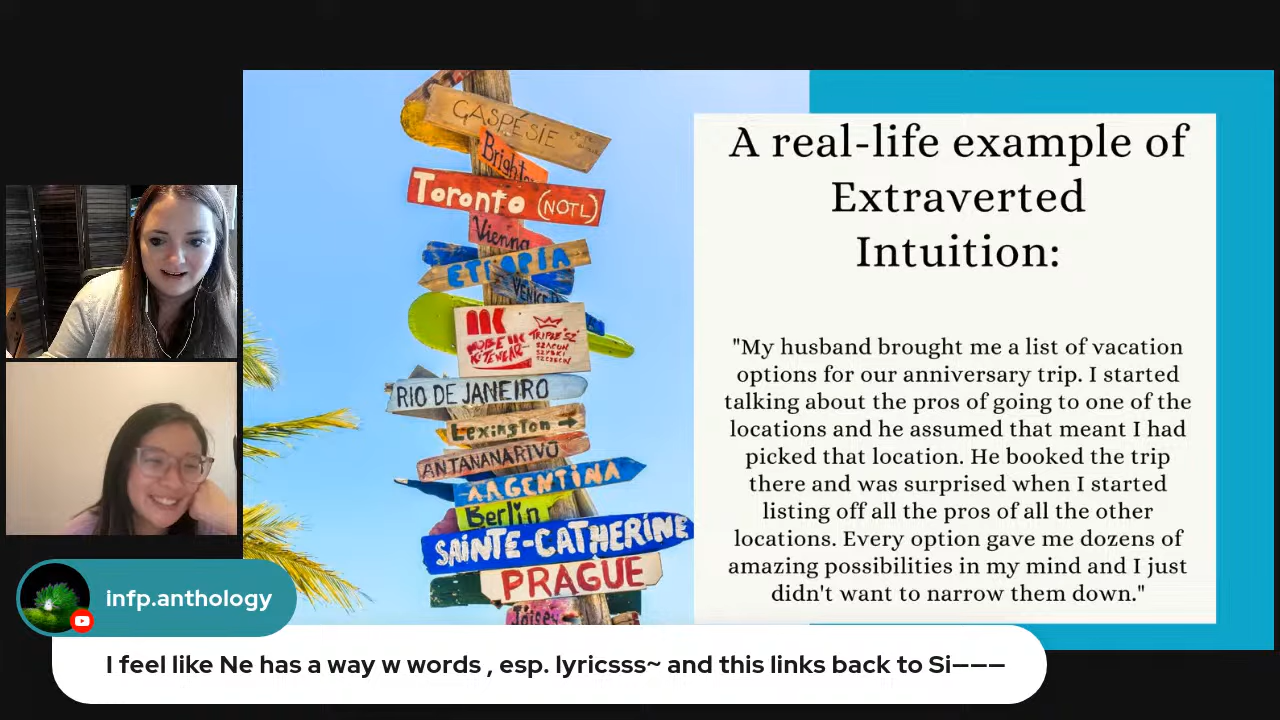 GASPÉSIE
Bright
Toronto (NOTL)
Vienna
ETIOPIA
VENICE
RIO DE JANEIRO
Lexington
ANTANANARIVO
ARGENTINA
Berlin
SAINTE-CATHERINE
PRAGUE
A real-life example of
Extraverted
Intuition:
"My husband brought me a list of vacation
options for our anniversary trip. I started
talking about the pros of going to one of the
locations and he assumed that meant I had
picked that location. He booked the trip
there and was surprised when I started
listing off all the pros of all the other
locations. Every option gave me dozens of
amazing possibilities in my mind and I just
didn't want to narrow them down."
infp.anthology
I feel like Ne has a way w words , esp. lyricsss~ and this links back to Si———